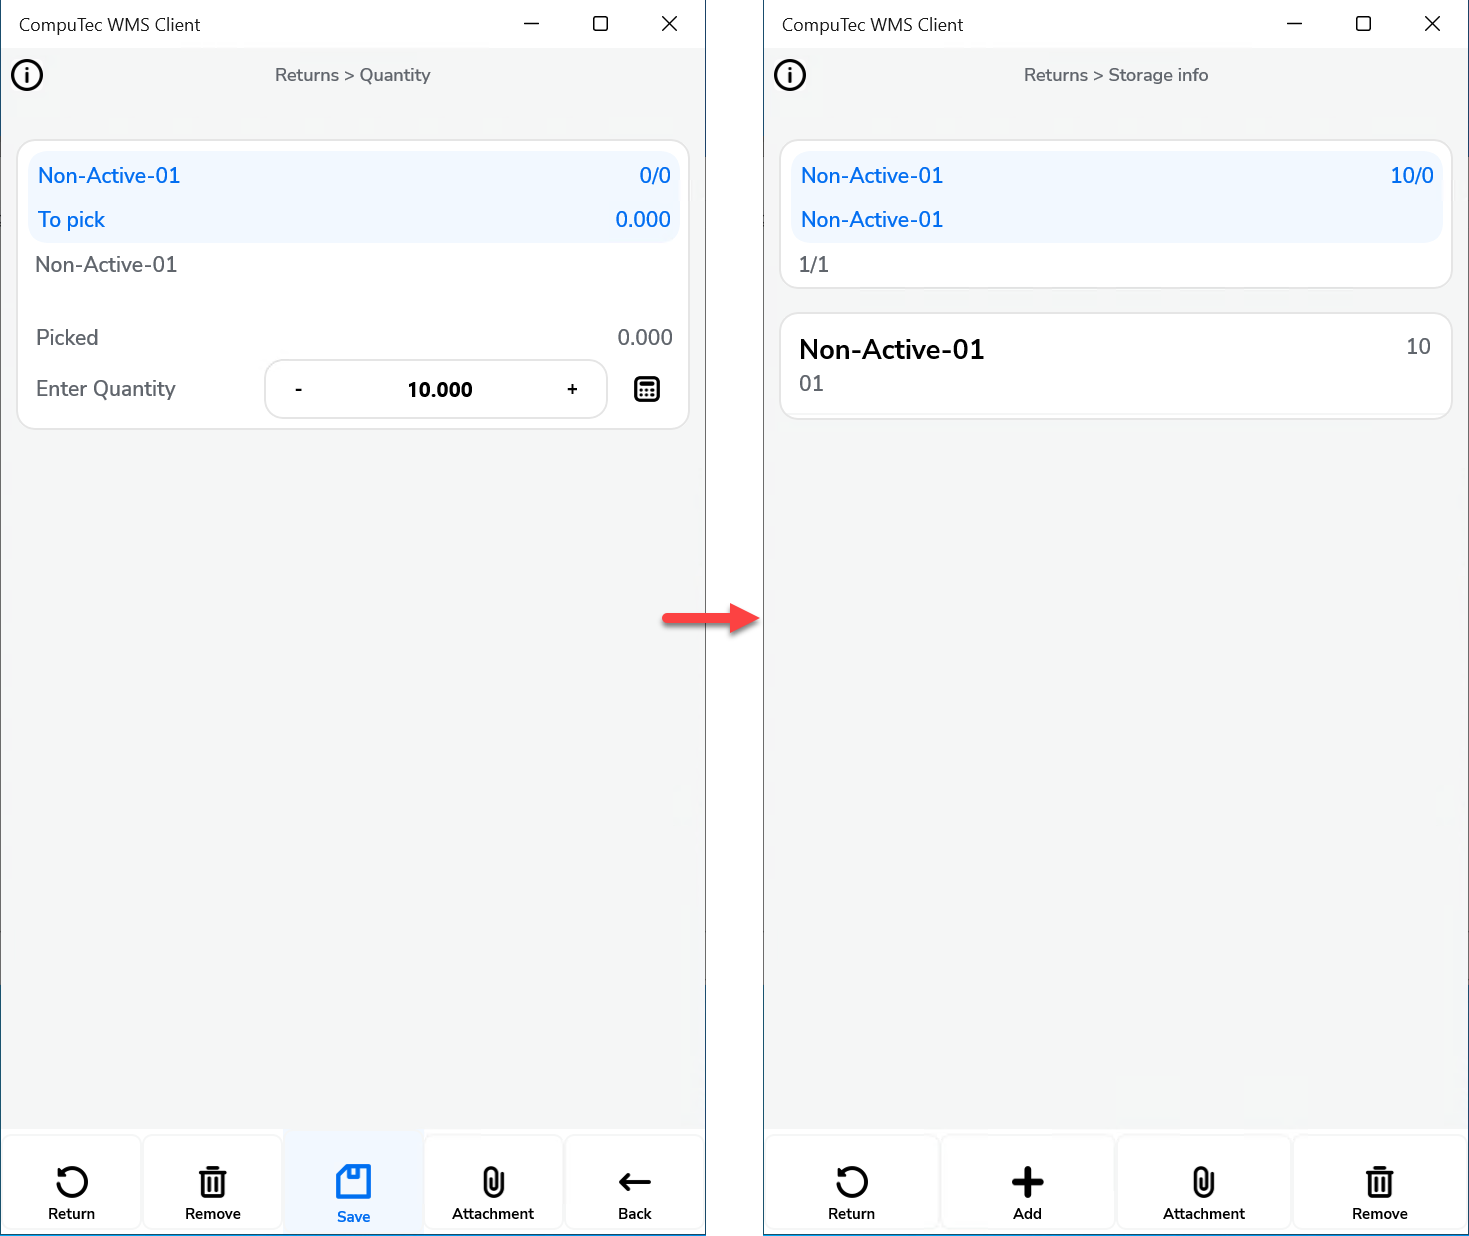 CompuTec WMS Client
Returns > Quantity
Non-Active-01 0/0
To pick 0.000
Non-Active-01
Picked 0.000
Enter Quantity - 10.000 +
Return Remove Save Attachment Back
CompuTec WMS Client
Returns > Storage info
Non-Active-01 10/0
Non-Active-01
1/1
Non-Active-01 10
01
Return Add Attachment Remove